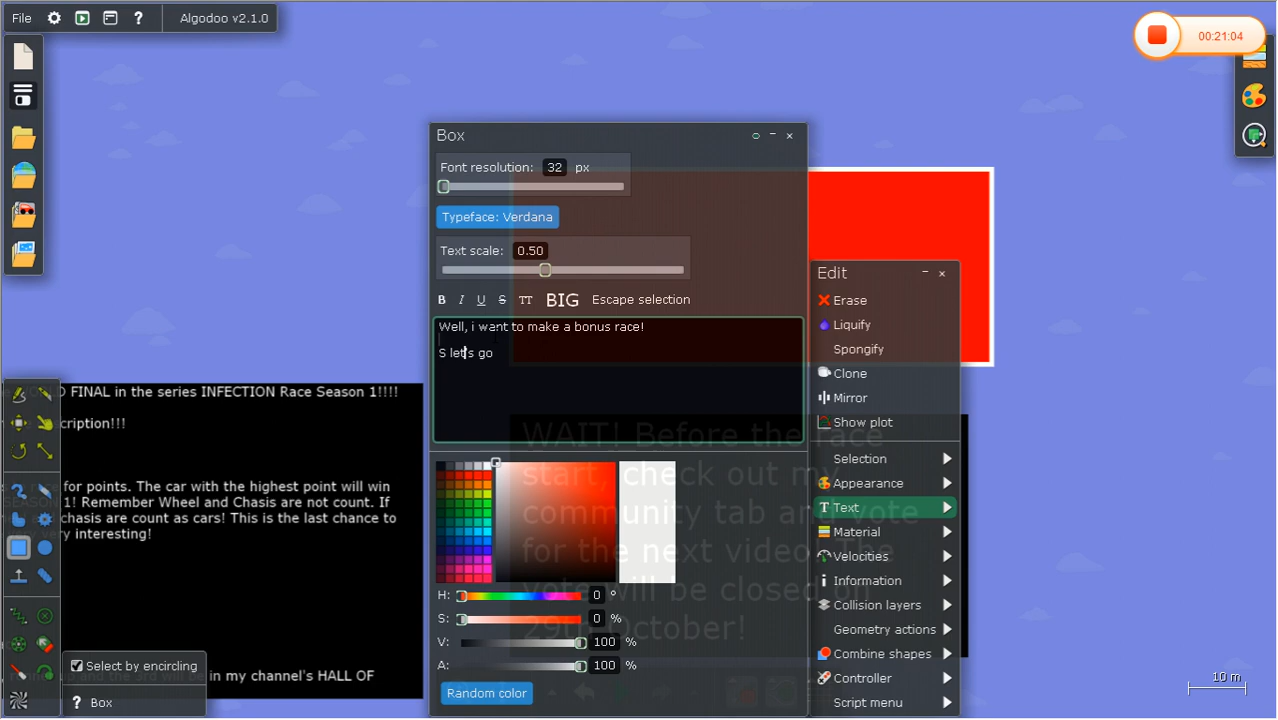 File
Algodoo v2.1.0
00:21:04
Box
Font resolution: 32 px
Typeface: Verdana
Text scale: 0.50
B I U S TT BIG Escape selection
Well, i want to make a bonus race!
S let's go
H: 0 °
S: 0 %
V: 100 %
A: 100 %
Random color
Edit
Erase
Liquify
Spongify
Clone
Mirror
Show plot
Selection
Appearance
T Text
Material
Velocities
Information
Collision layers
Geometry actions
Combine shapes
Controller
Script menu
FINAL in the series INFECTION Race Season 1!!!!
cription!!!
for points. The car with the highest point will win
1! Remember Wheel and Chasis are not count. If
chasis are count as cars! This is the last chance to
very interesting!
and the 3rd will be in my channel's HALL OF
WAIT! Before the race
start, check out my
community tab and vote
for the next video! The
vote will be closed on
29th October!
Select by encircling
? Box
10 m